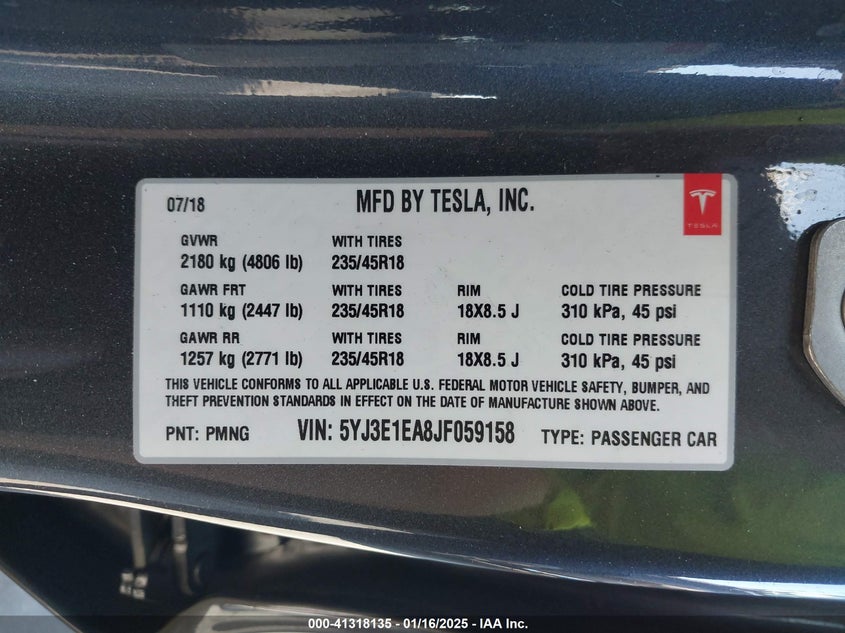 07/18 MFD BY TESLA, INC.
TESLA
GVWR WITH TIRES
2180 kg (4806 lb) 235/45R18
GAWR FRT WITH TIRES RIM COLD TIRE PRESSURE
1110 kg (2447 lb) 235/45R18 18X8.5 J 310 kPa, 45 psi
GAWR RR WITH TIRES RIM COLD TIRE PRESSURE
1257 kg (2771 lb) 235/45R18 18X8.5 J 310 kPa, 45 psi
THIS VEHICLE CONFORMS TO ALL APPLICABLE U.S. FEDERAL MOTOR VEHICLE SAFETY, BUMPER, AND
THEFT PREVENTION STANDARDS IN EFFECT ON THE DATE OF MANUFACTURE SHOWN ABOVE.
PNT: PMNG VIN: 5YJ3E1EA8JF059158 TYPE: PASSENGER CAR
000-41318135 - 01/16/2025 - IAA Inc.